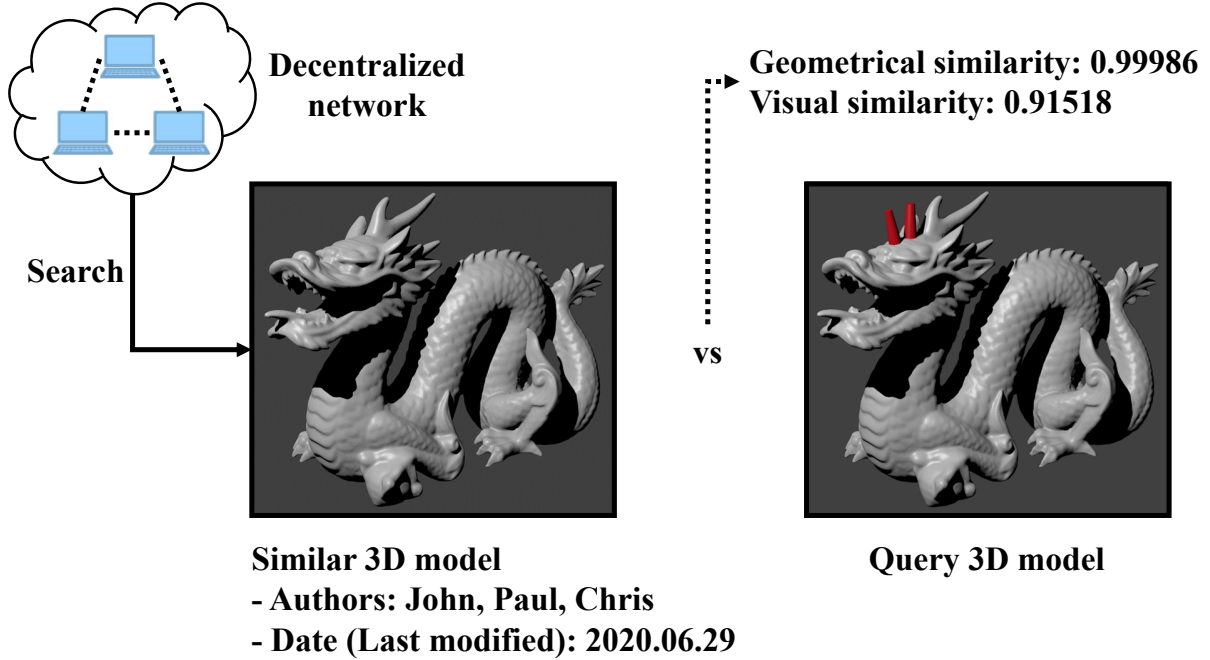 Decentralized
network
Geometrical similarity: 0.99986
Visual similarity: 0.91518
Search
vs
Similar 3D model
- Authors: John, Paul, Chris
- Date (Last modified): 2020.06.29
Query 3D model